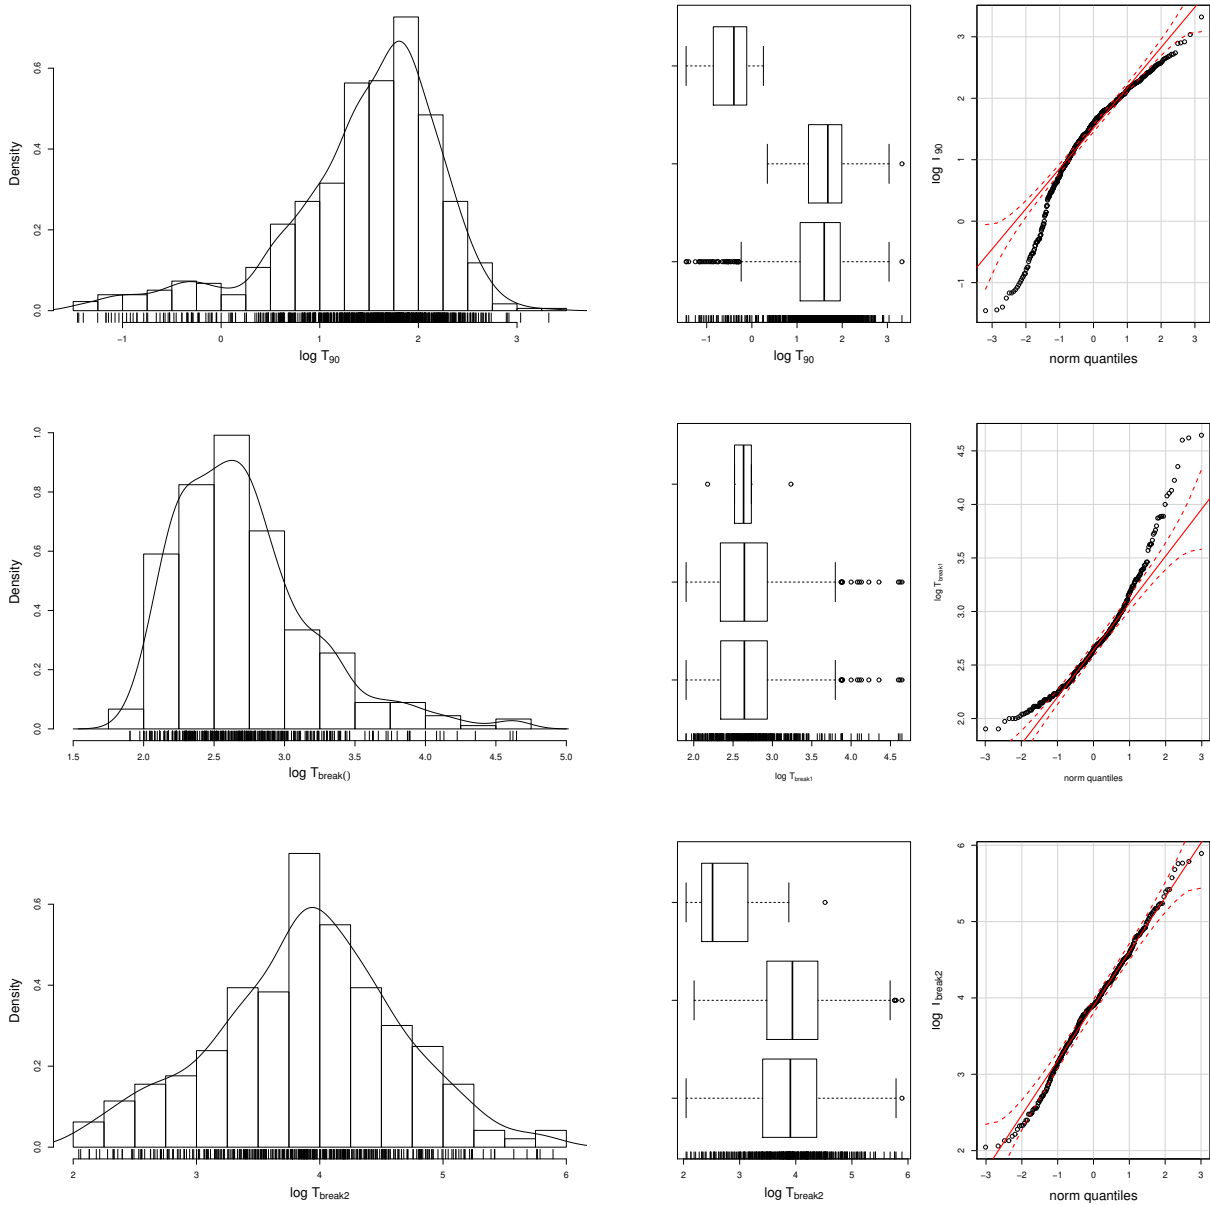 Density
0.0 0.2 0.4 0.6
−1 0 1 2 3
log T90
−1 0 1 2 3
log T90
log T90
−1 0 1 2 3
−3 −2 −1 0 1 2 3
norm quantiles
Density
0.0 0.2 0.4 0.6 0.8 1.0
1.5 2.0 2.5 3.0 3.5 4.0 4.5 5.0
log Tbreak()
2.0 2.5 3.0 3.5 4.0 4.5
log Tbreak1
log Tbreak1
2.0 2.5 3.0 3.5 4.0 4.5
−3 −2 −1 0 1 2 3
norm quantiles
Density
0.0 0.2 0.4 0.6
2 3 4 5 6
log Tbreak2
2 3 4 5 6
log Tbreak2
log Tbreak2
2 3 4 5 6
−3 −2 −1 0 1 2 3
norm quantiles